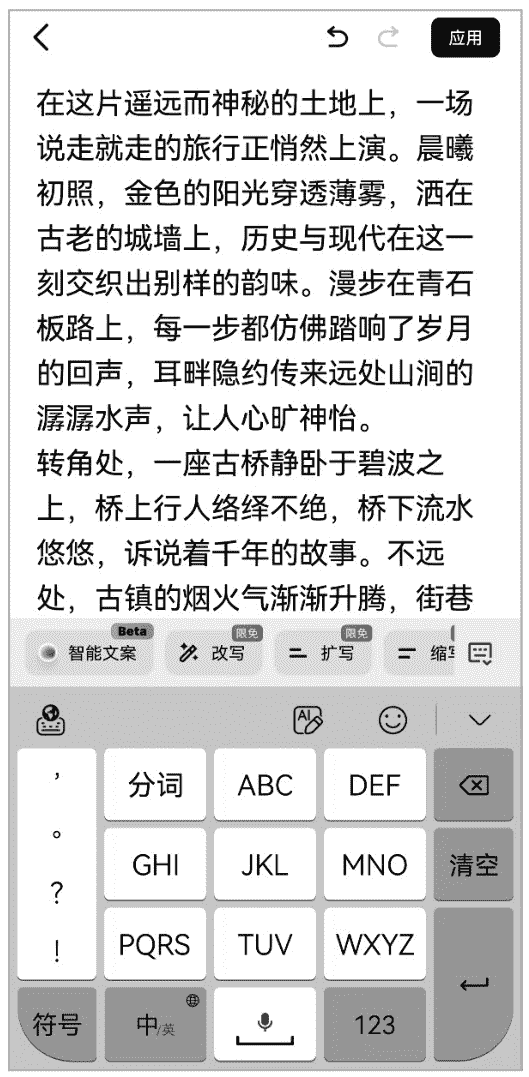 应用
在这片遥远而神秘的土地上，一场
说走就走的旅行正悄然上演。晨曦
初照，金色的阳光穿透薄雾，洒在
古老的城墙上，历史与现代在这一
刻交织出别样的韵味。漫步在青石
板路上，每一步都仿佛踏响了岁月
的回声，耳畔隐约传来远处山涧的
潺潺水声，让人心旷神怡。
转角处，一座古桥静卧于碧波之
上，桥上行人络绎不绝，桥下流水
悠悠，诉说着千年的故事。不远
处，古镇的烟火气渐渐升腾，街巷
Beta 限免 限免
智能文案 改写 扩写 缩
AI
， 分词 ABC DEF
。 GHI JKL MNO 清空
？
！ PQRS TUV WXYZ
符号 中/英 123